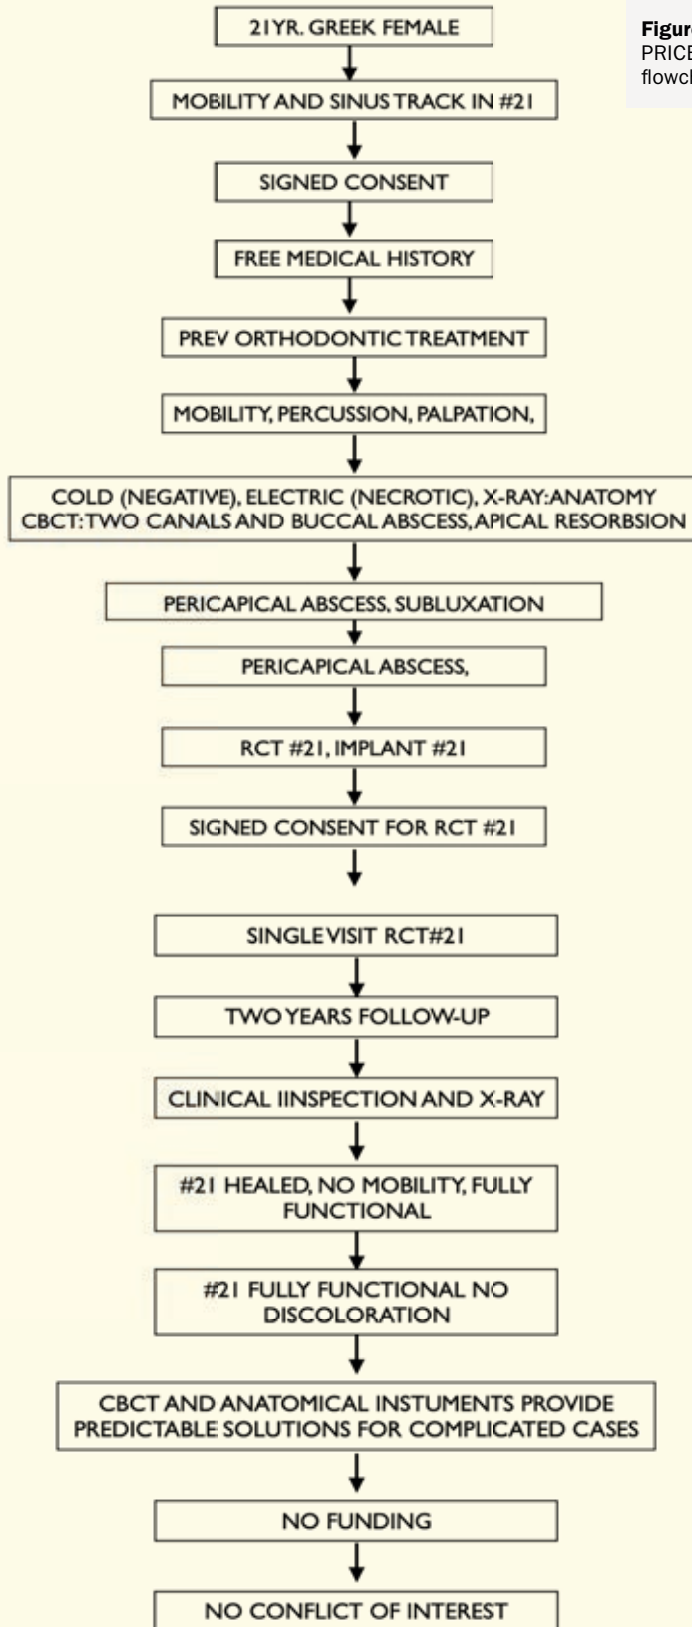 Figure
PRICE
flowcl
21YR. GREEK FEMALE
MOBILITY AND SINUS TRACK IN #21
SIGNED CONSENT
FREE MEDICAL HISTORY
PREV ORTHODONTIC TREATMENT
MOBILITY, PERCUSSION, PALPATION,
COLD (NEGATIVE), ELECTRIC (NECROTIC), X-RAY:ANATOMY
CBCT:TWO CANALS AND BUCCAL ABSCESS, APICAL RESORBSION
PERICAPICAL ABSCESS, SUBLUXATION
PERICAPICAL ABSCESS,
RCT #21, IMPLANT #21
SIGNED CONSENT FOR RCT #21
SINGLE VISIT RCT#21
TWO YEARS FOLLOW-UP
CLINICAL IINSPECTION AND X-RAY
#21 HEALED, NO MOBILITY, FULLY
FUNCTIONAL
#21 FULLY FUNCTIONAL NO
DISCOLORATION
CBCT AND ANATOMICAL INSTUMENTS PROVIDE
PREDICTABLE SOLUTIONS FOR COMPLICATED CASES
NO FUNDING
NO CONFLICT OF INTEREST